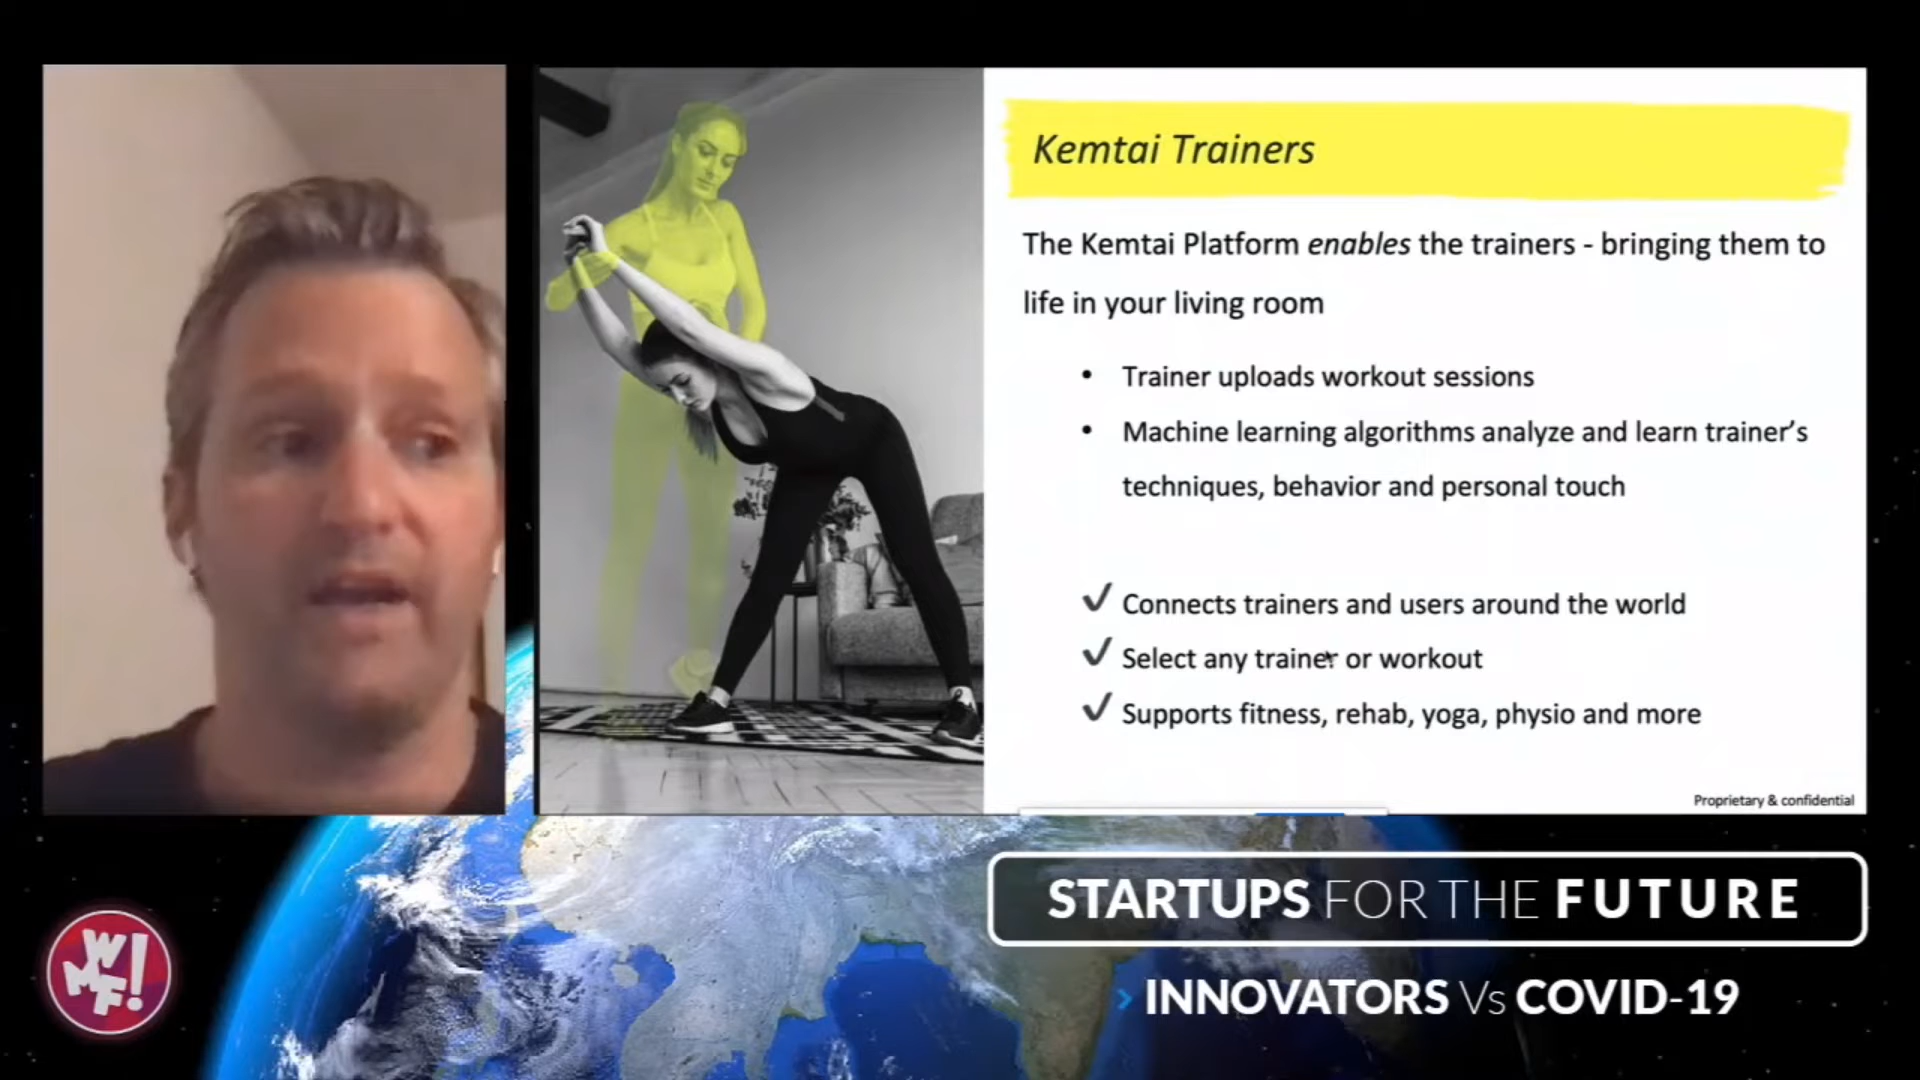 Kemtai Trainers
The Kemtai Platform enables the trainers - bringing them to
life in your living room
• Trainer uploads workout sessions
• Machine learning algorithms analyze and learn trainer's
techniques, behavior and personal touch
✓ Connects trainers and users around the world
✓ Select any trainer or workout
✓ Supports fitness, rehab, yoga, physio and more
Proprietary & confidential
STARTUPS FOR THE FUTURE
› INNOVATORS Vs COVID-19
WMF!